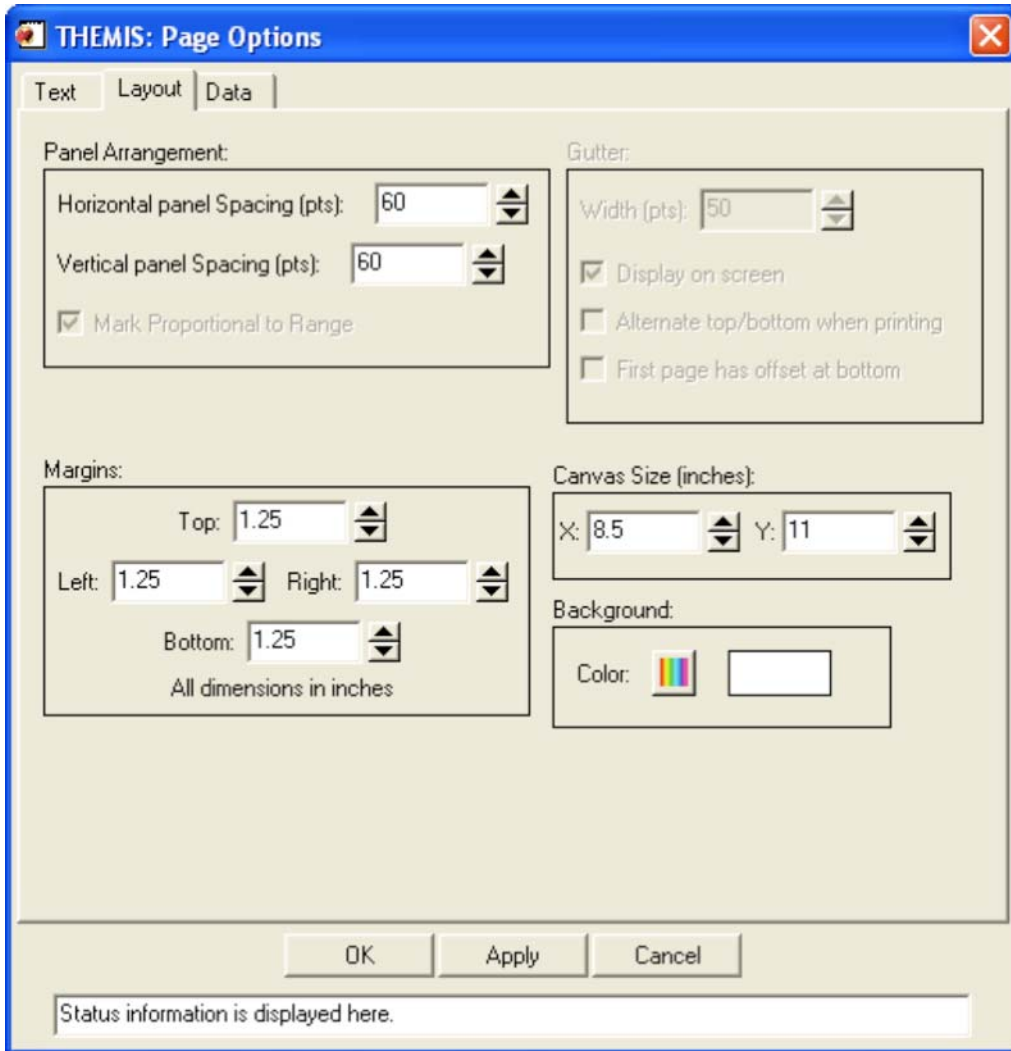 THEMIS: Page Options
Text Layout Data
Panel Arrangement:
Horizontal panel Spacing (pts): 60
Vertical panel Spacing (pts): 60
Mark Proportional to Range
Gutter:
Width (pts): 50
Display on screen
Alternate top/bottom when printing
First page has offset at bottom
Margins:
Top: 1.25
Left: 1.25 Right: 1.25
Bottom: 1.25
All dimensions in inches
Canvas Size (inches):
X: 8.5 Y: 11
Background:
Color:
OK Apply Cancel
Status information is displayed here.